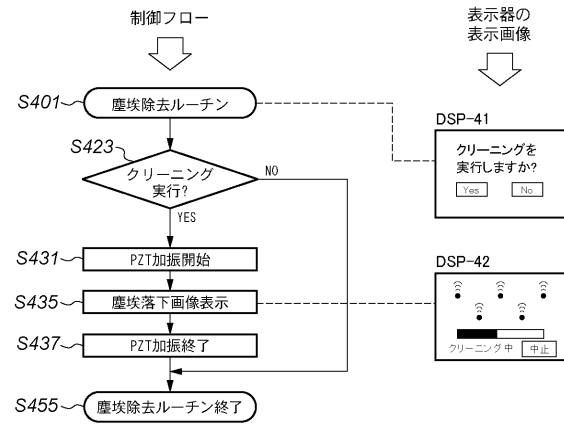 制御フロー
表示器の
表示画像
S401
塵埃除去ルーチン
DSP-41
クリーニングを
実行しますか?
Yes
No
S423
クリーニング
実行?
NO
YES
S431
PZT加振開始
DSP-42
S435
塵埃落下画像表示
S437
PZT加振終了
クリーニング中
中止
S455
塵埃除去ルーチン終了